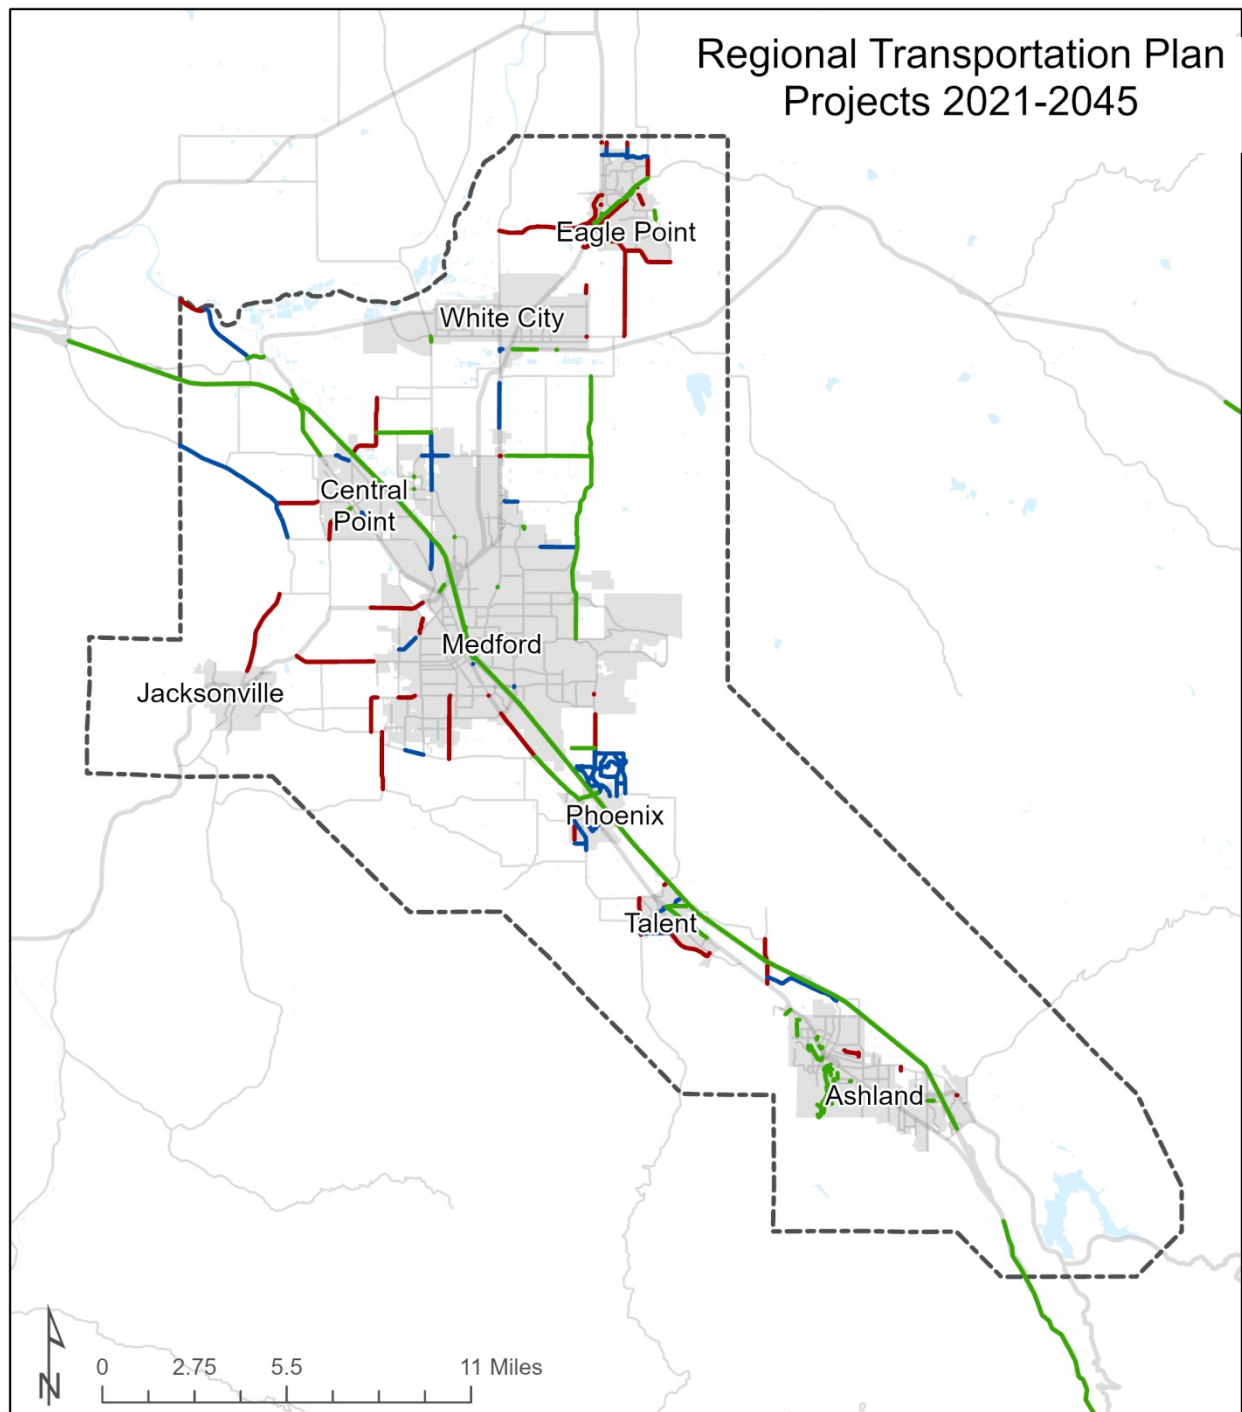 Regional Transportation Plan
Projects 2021-2045
Eagle Point
White City
Central
Point
Medford
Jacksonville
Phoenix
Talent
Ashland
N
0 2.75 5.5 11 Miles